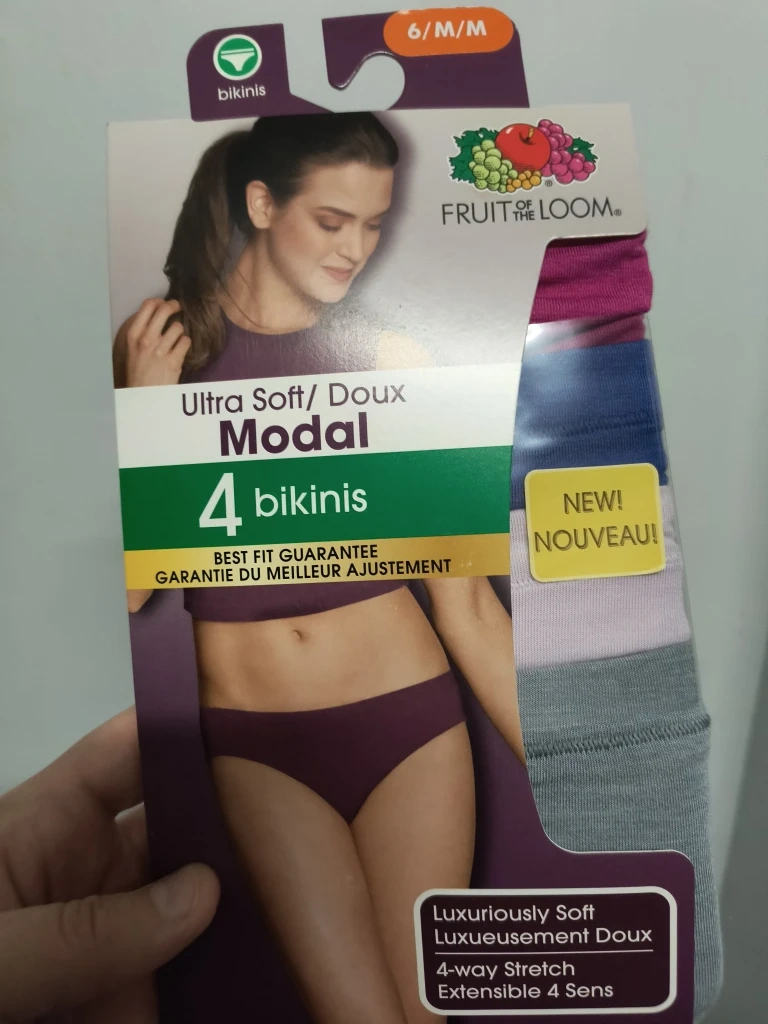 6/M/M
bikinis
FRUIT OF THE LOOM®
Ultra Soft/ Doux
Modal
4 bikinis
BEST FIT GUARANTEE
GARANTIE DU MEILLEUR AJUSTEMENT
NEW!
NOUVEAU!
Luxuriously Soft
Luxueusement Doux
4-way Stretch
Extensible 4 Sens